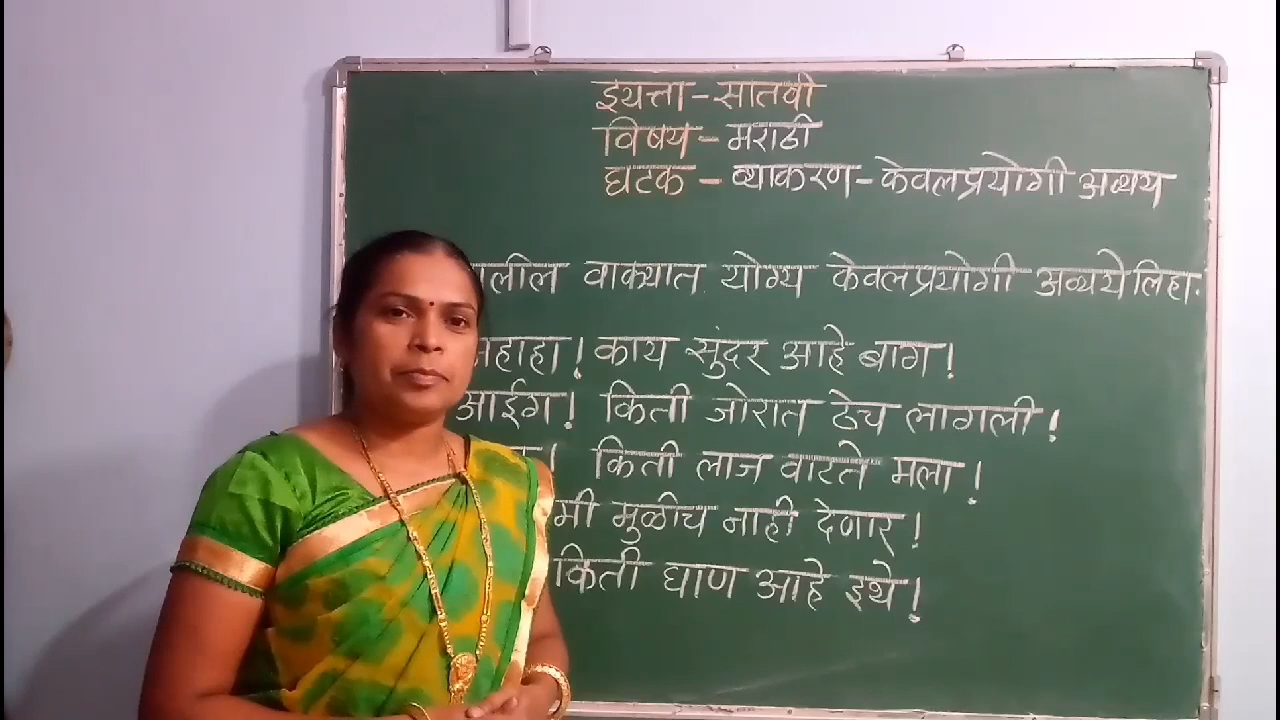 इयत्ता - सातवी
विषय - मराठी
घटक - व्याकरण - केवलप्रयोगी अव्यय
वाक्यात योग्य केवलप्रयोगी अव्यये लिहा.
काय सुंदर आहे बाग!
आईग! किती जोरात ठेच लागली!
किती लाज वाटते मला!
मी मुळीच नाही देणार!
किती घाण आहे इथे!